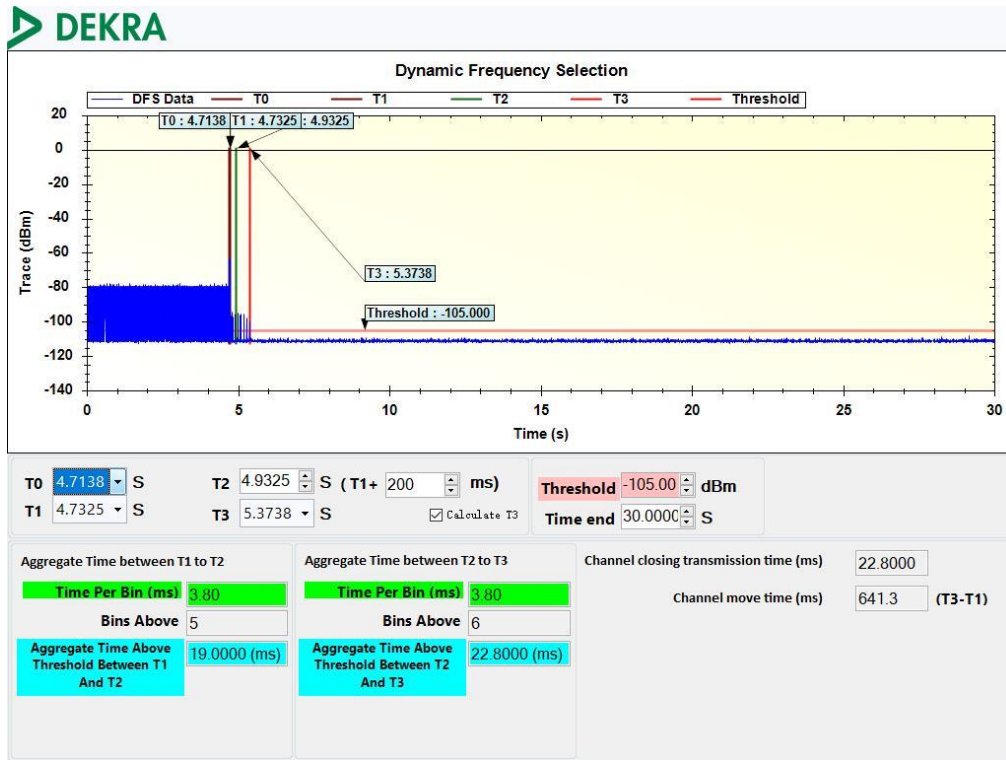 DEKRA
Dynamic Frequency Selection
DFS Data T0 T1 T2 T3 Threshold
20
T0 : 4.7138 T1 : 4.7325 : 4.9325
0
-20
-40
-60
T3 : 5.3738
-80
Threshold : -105.000
-100
-120
-140
Trace (dBm)
0 5 10 15 20 25 30
Time (s)
T0 4.7138 S T2 4.9325 S ( T1+ 200 ms) Threshold -105.00 dBm
T1 4.7325 S T3 5.3738 S Calculate T3 Time end 30.0000 S
Aggregate Time between T1 to T2
Time Per Bin (ms) 3.80
Bins Above 5
Aggregate Time Above
Threshold Between T1
And T2
19.0000 (ms)
Aggregate Time between T2 to T3
Time Per Bin (ms) 3.80
Bins Above 6
Aggregate Time Above
Threshold Between T2
And T3
22.8000 (ms)
Channel closing transmission time (ms) 22.8000
Channel move time (ms) 641.3 (T3-T1)